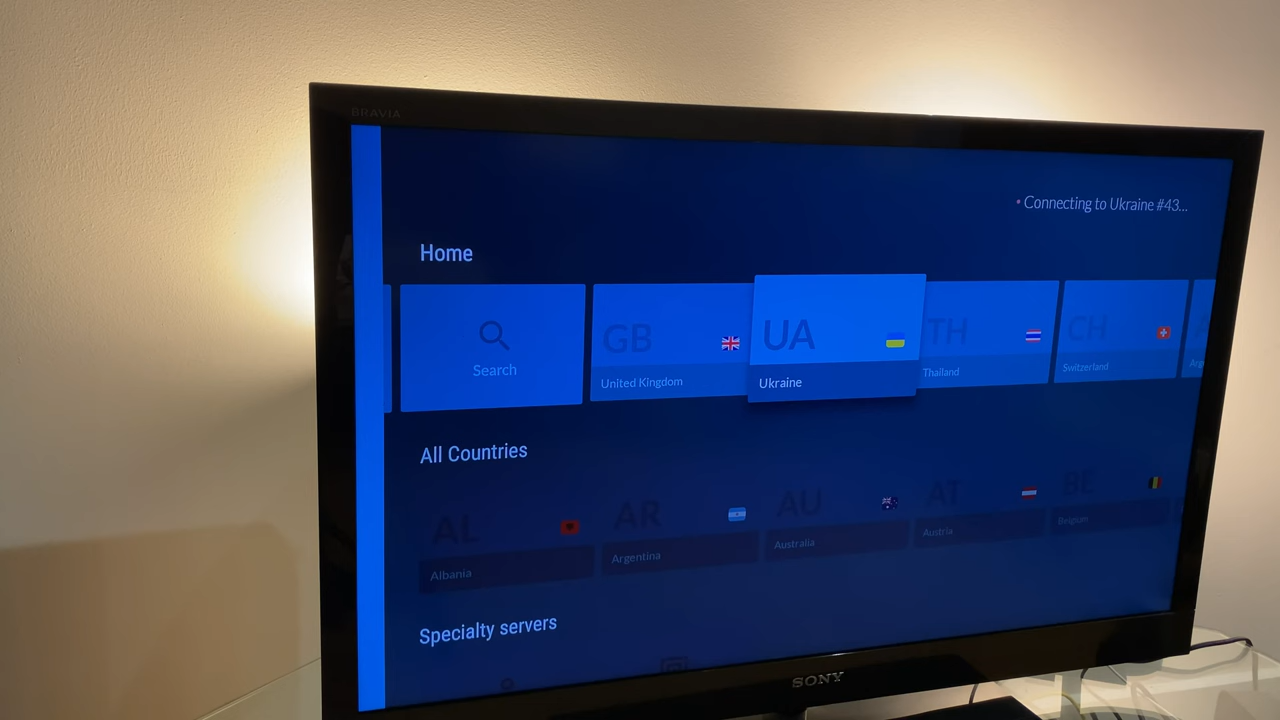 BRAVIA
• Connecting to Ukraine #43...
Home
Search
GB
United Kingdom
UA
Ukraine
TH
Thailand
CH
Switzerland
All Countries
AL
Albania
AR
Argentina
AU
Australia
AT
Austria
BE
Belgium
Specialty servers
SONY